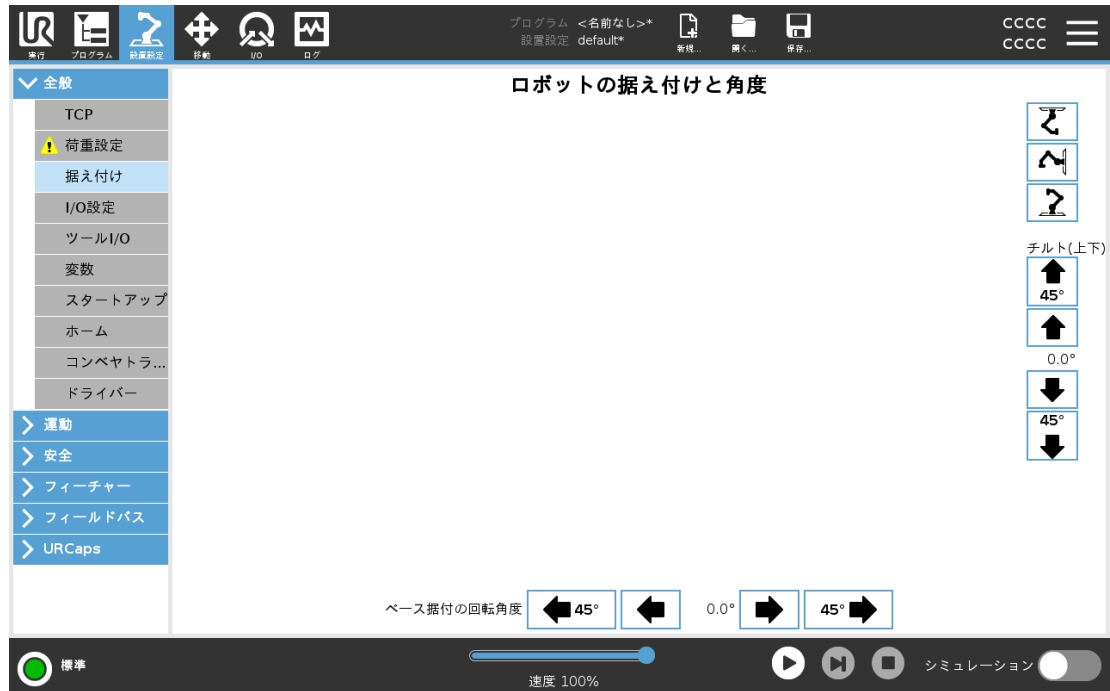 プログラム <名前なし>*
設置設定 default*
CCCC
CCCC
実行
プログラム
設置設定
移動
I/O
ログ
新規...
開く...
保存...
全般
TCP
荷重設定
据え付け
I/O設定
ツールI/O
変数
スタートアップ
ホーム
コンベヤトラ...
ドライバー
運動
安全
フィーチャー
フィールドバス
URCaps
ロボットの据え付けと角度
チルト(上下)
45°
0.0°
45°
ベース据付の回転角度 45° 0.0° 45°
標準
速度 100%
シミュレーション